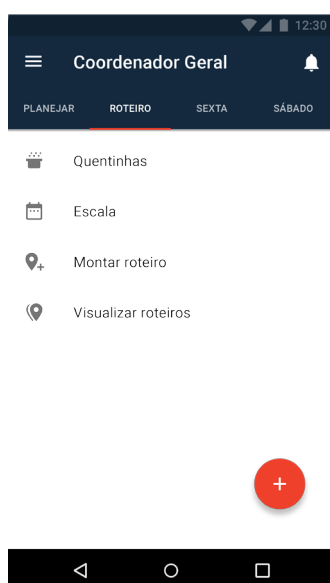 12:30
Coordenador Geral
PLANEJAR ROTEIRO SEXTA SÁBADO
Quentinhas
Escala
Montar roteiro
Visualizar roteiros